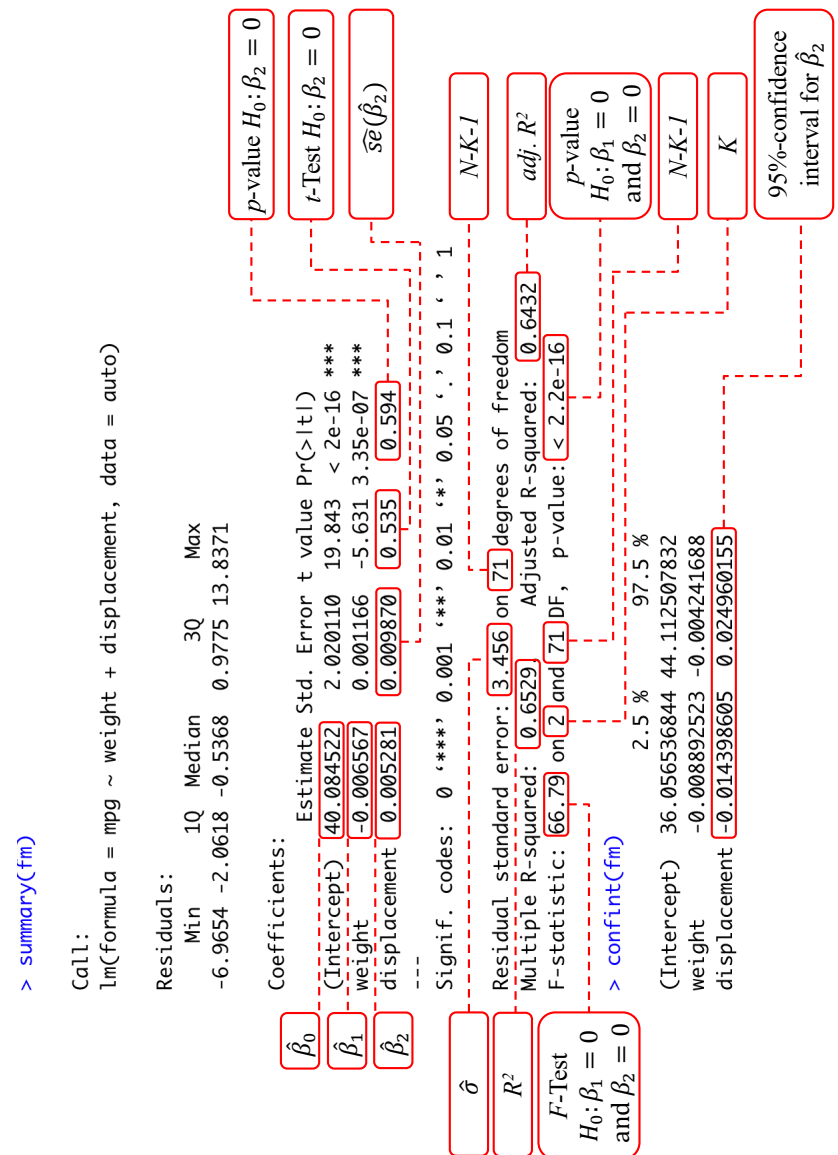 > summary(fm)
Call:
lm(formula = mpg ~ weight + displacement, data = auto)
Residuals:
Min 1Q Median 3Q Max
-6.9654 -2.0618 -0.5368 0.9775 13.8371
Coefficients:
Estimate Std. Error t value Pr(>|t|)
(Intercept) 40.084522 2.020110 19.843 < 2e-16 ***
weight -0.006567 0.001166 -5.631 3.35e-07 ***
displacement 0.005281 0.009870 0.535 0.594
---
Signif. codes: 0 ‘***’ 0.001 ‘**’ 0.01 ‘*’ 0.05 ‘.’ 0.1 ‘ ’ 1
Residual standard error: 3.456 on 71 degrees of freedom
Multiple R-squared: 0.6529, Adjusted R-squared: 0.6432
F-statistic: 66.79 on 2 and 71 DF, p-value: < 2.2e-16
> confint(fm)
2.5 % 97.5 %
(Intercept) 36.056536844 44.112507832
weight -0.008892523 -0.004241688
displacement -0.014398605 0.024960155
β̂₀
β̂₁
β̂₂
σ̂
R²
F-Test
H₀: β₁ = 0
and β₂ = 0
p-value H₀: β₂ = 0
t-Test H₀: β₂ = 0
ŝe(β̂₂)
N-K-1
adj. R²
p-value
H₀: β₁ = 0
and β₂ = 0
N-K-1
K
95%-confidence
interval for β̂₂